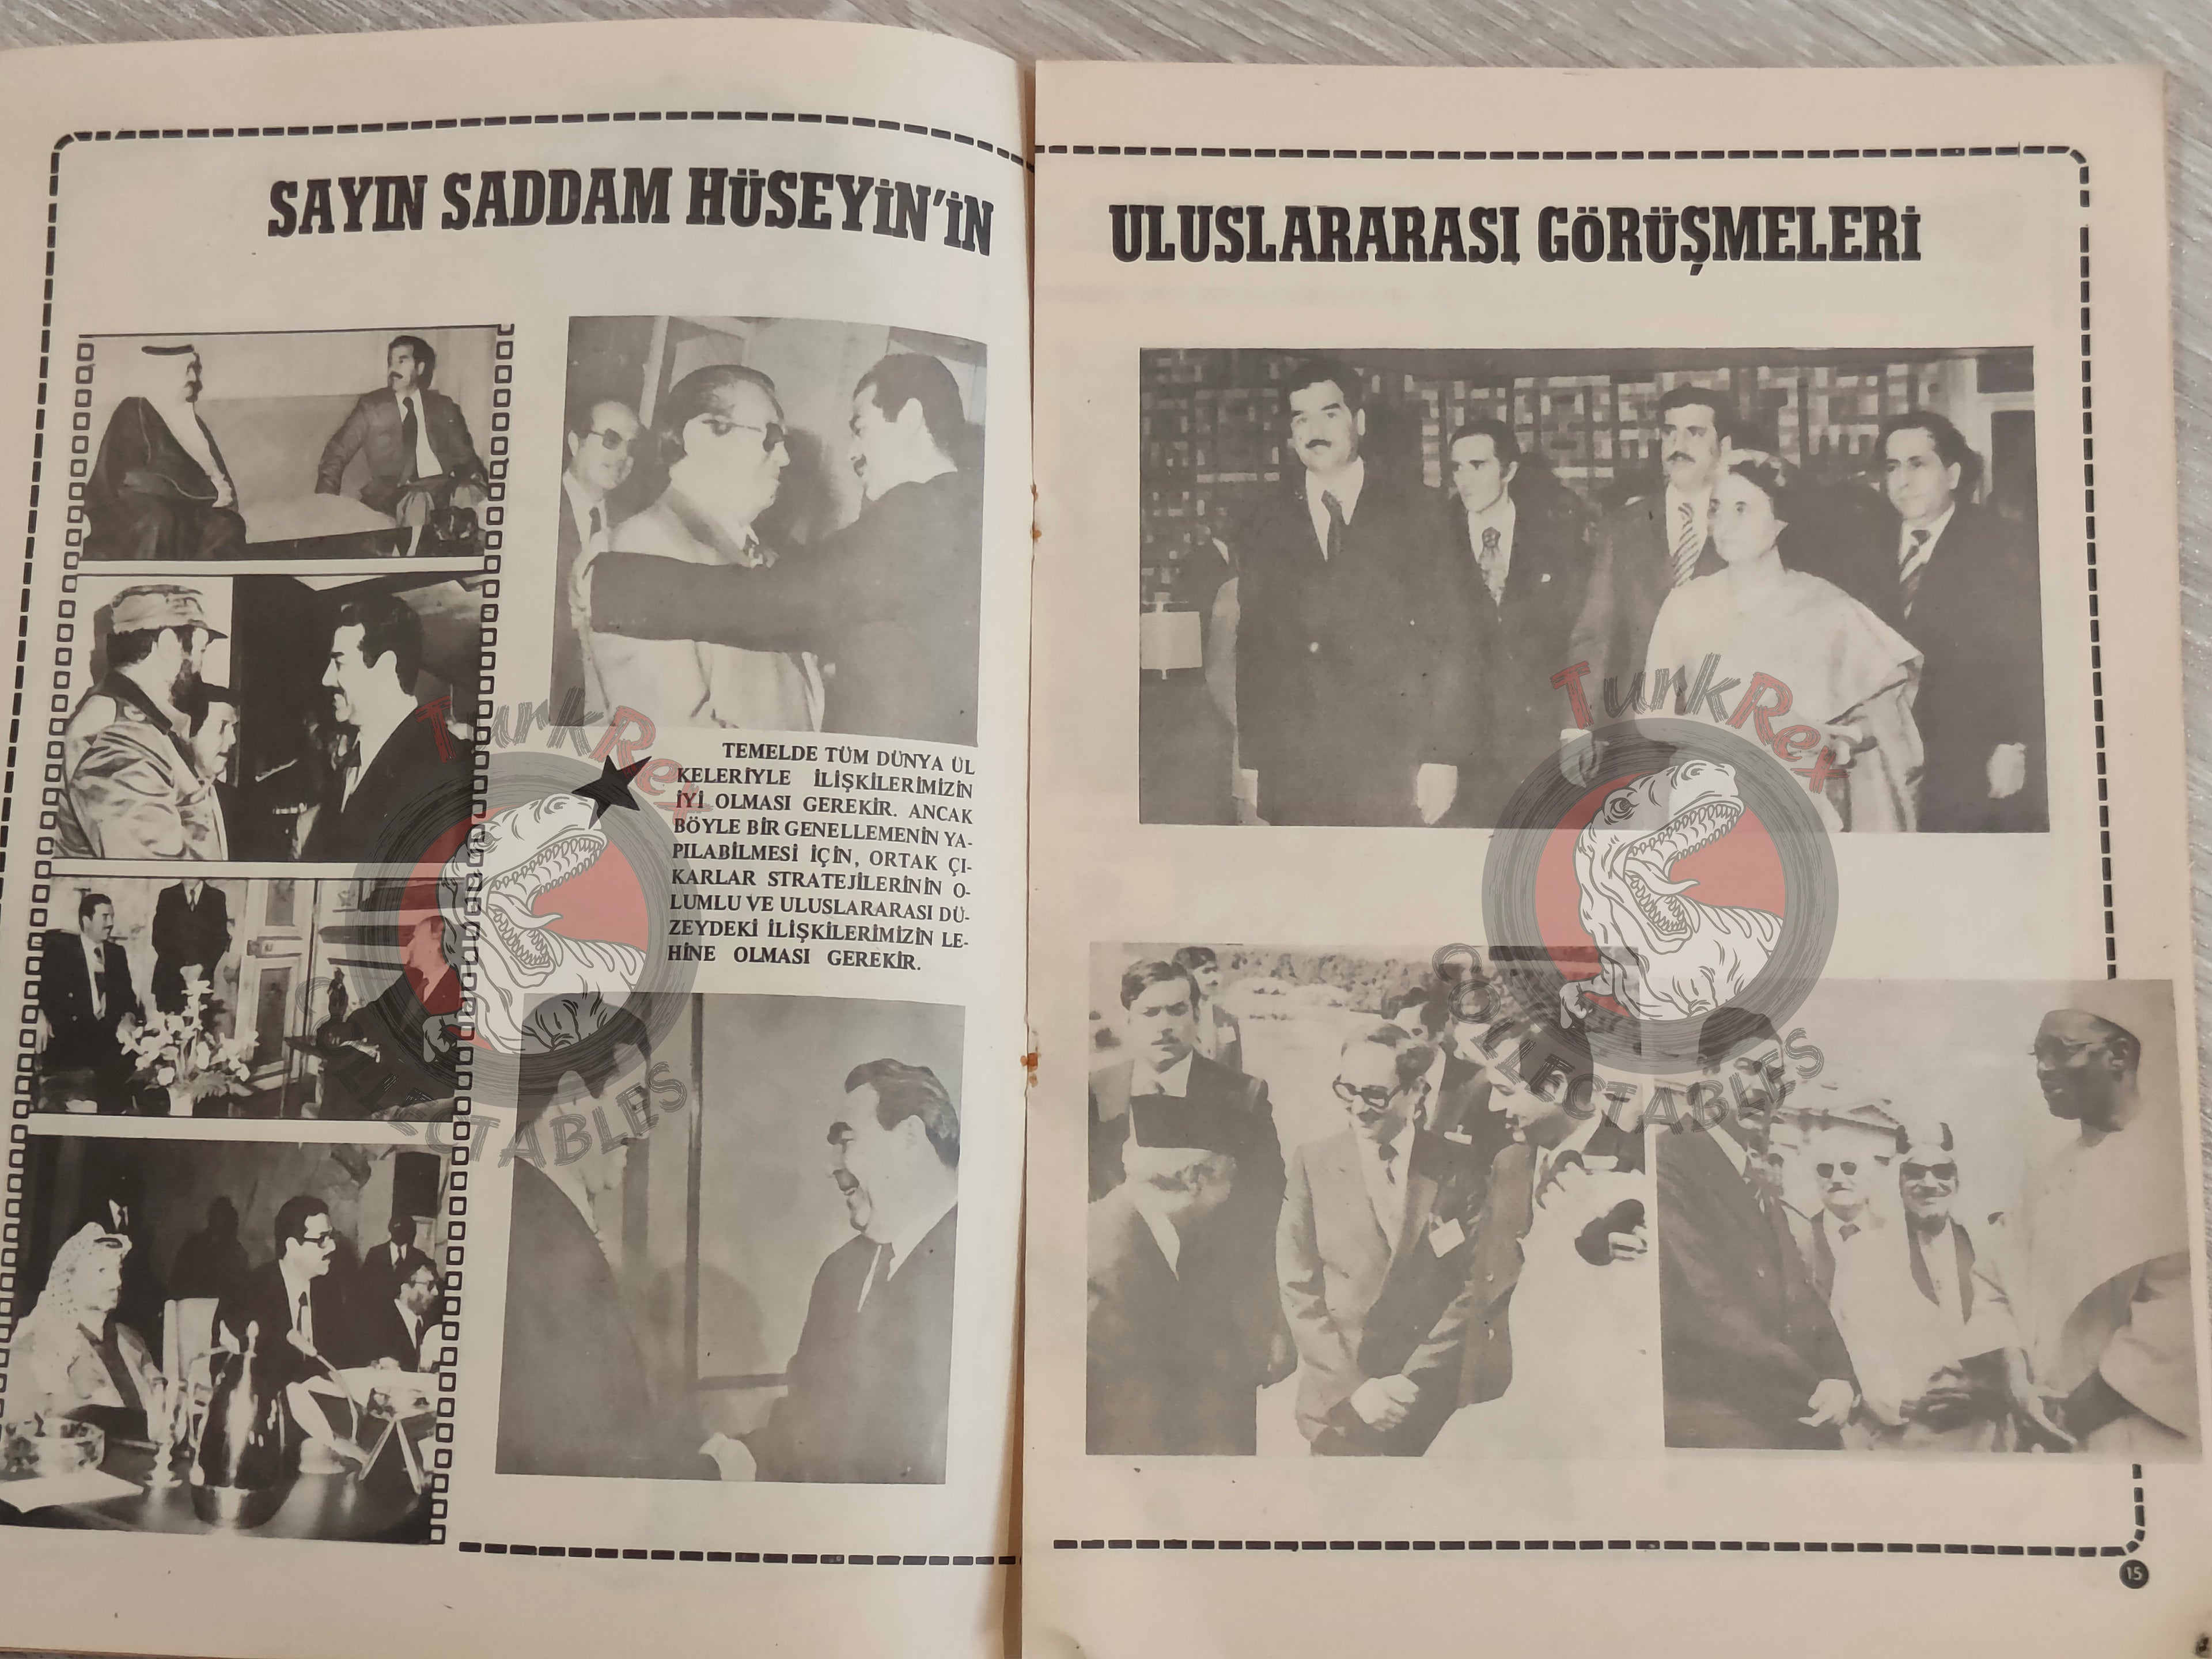 SAYIN SADDAM HÜSEYİN'İN
ULUSLARARASI GÖRÜŞMELERİ
TEMELDE TÜM DÜNYA ÜL
KELERİYLE İLİŞKİLERİMİZİN
İYİ OLMASI GEREKİR. ANCAK
BÖYLE BİR GENELLEMENİN YA-
PILABİLMESİ İÇİN, ORTAK ÇI-
KARLAR STRATEJİLERİNİN O-
LUMLU VE ULUSLARARASI DÜ-
ZEYDEKİ İLİŞKİLERİMİZİN LE-
HİNE OLMASI GEREKİR.
TurkRex
COLLECTABLES
TurkRex
COLLECTABLES
15